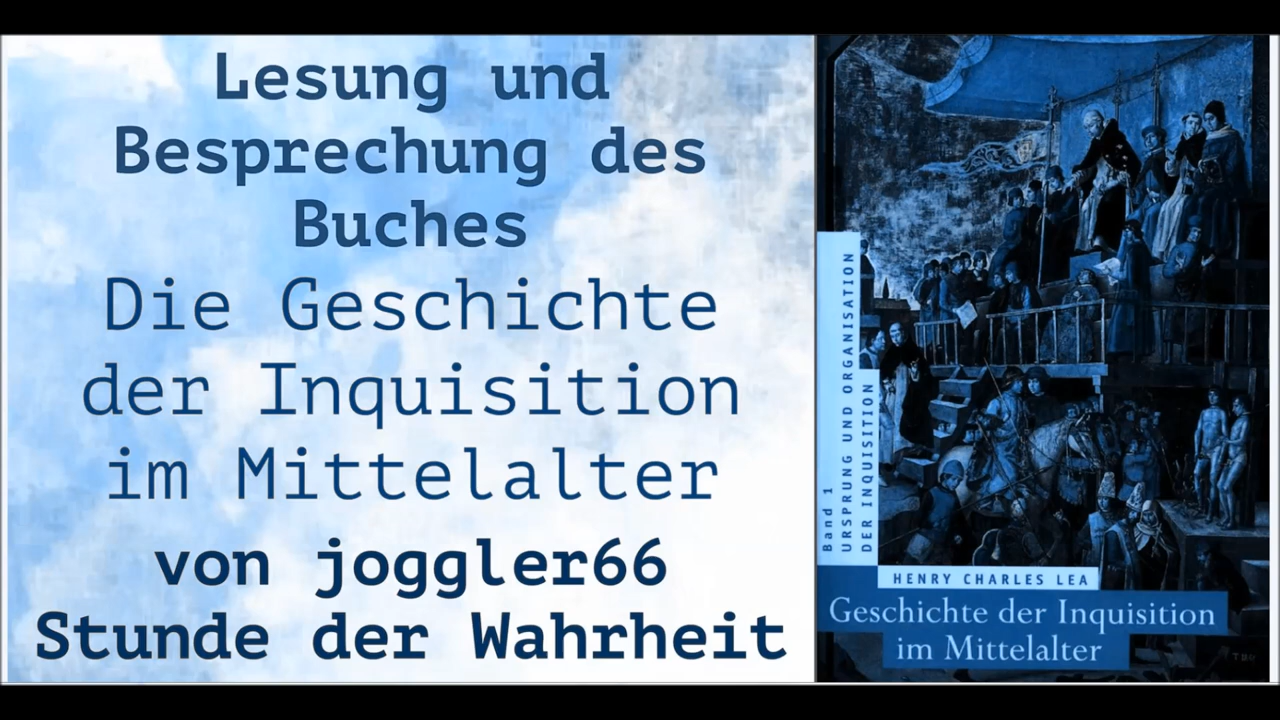 Lesung und
Besprechung des
Buches
Die Geschichte
der Inquisition
im Mittelalter
von joggler66
Stunde der Wahrheit
Band 1
URSPRUNG UND ORGANISATION
DER INQUISITION
HENRY CHARLES LEA
Geschichte der Inquisition
im Mittelalter